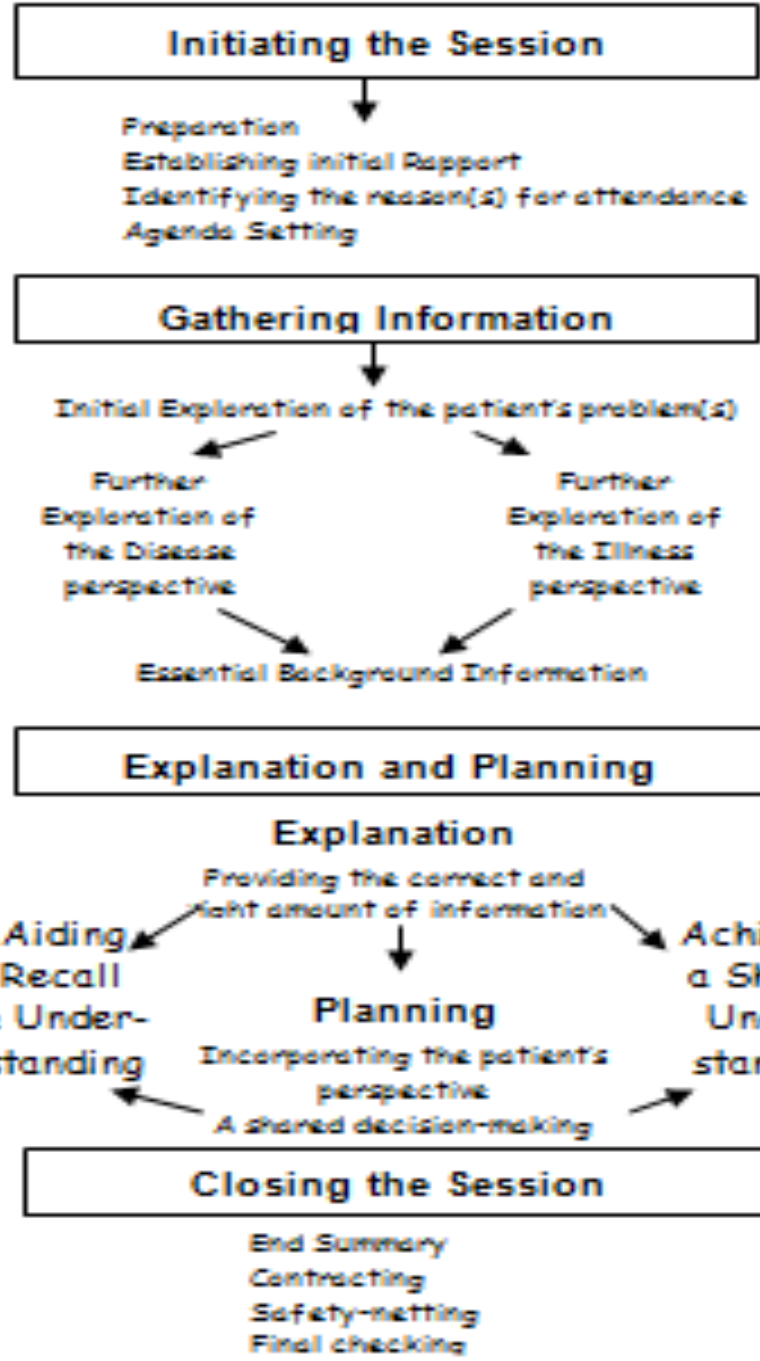 Initiating the Session
Preparation
Establishing initial Rapport
Identifying the reason(s) for attendance
Agenda Setting
Gathering Information
Initial Exploration of the patient's problem(s)
Further
Exploration of
the Disease
perspective
Further
Exploration of
the Illness
perspective
Essential Background Information
Explanation and Planning
Explanation
Providing the correct and
right amount of information
Aiding
Recall
Under-
standing
a
Planning
Incorporating the patient's
perspective
A shared decision-making
Closing the Session
End Summary
Contracting
Safety-netting
Final checking